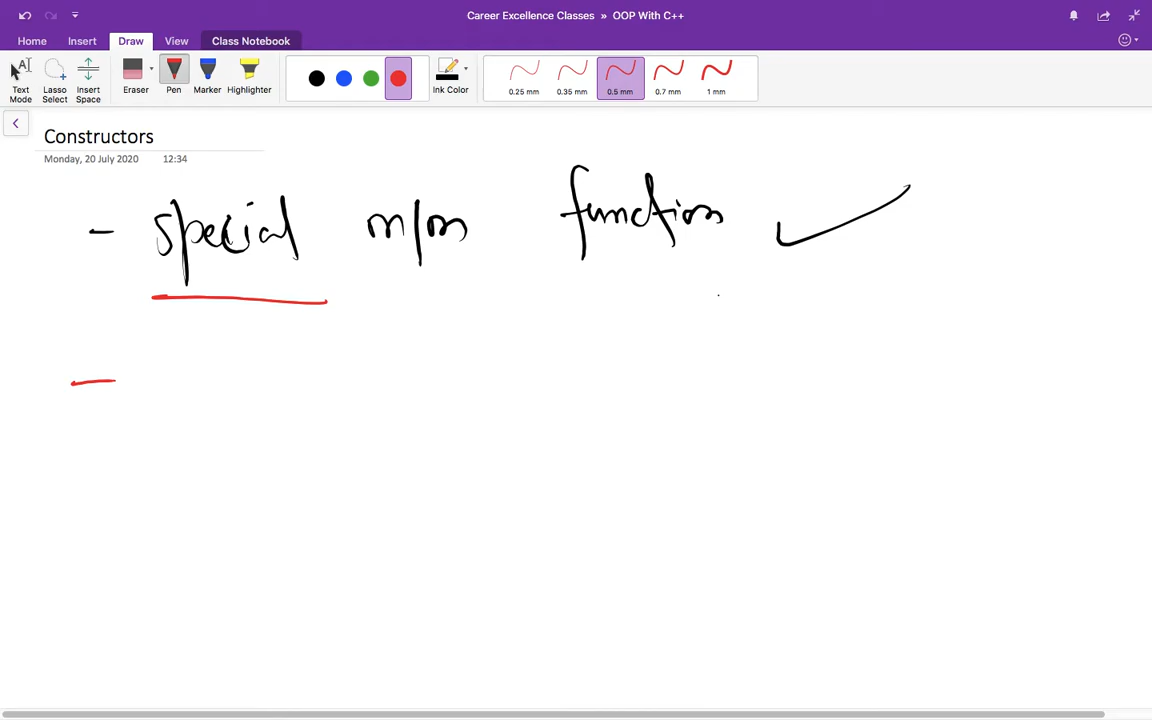 Career Excellence Classes » OOP With C++
Home Insert Draw View Class Notebook
Text Mode
Lasso Select
Insert Space
Eraser
Pen
Marker
Highlighter
Ink Color
0.25 mm
0.35 mm
0.5 mm
0.7 mm
1 mm
Constructors
Monday, 20 July 2020 12:34
- special m/m function